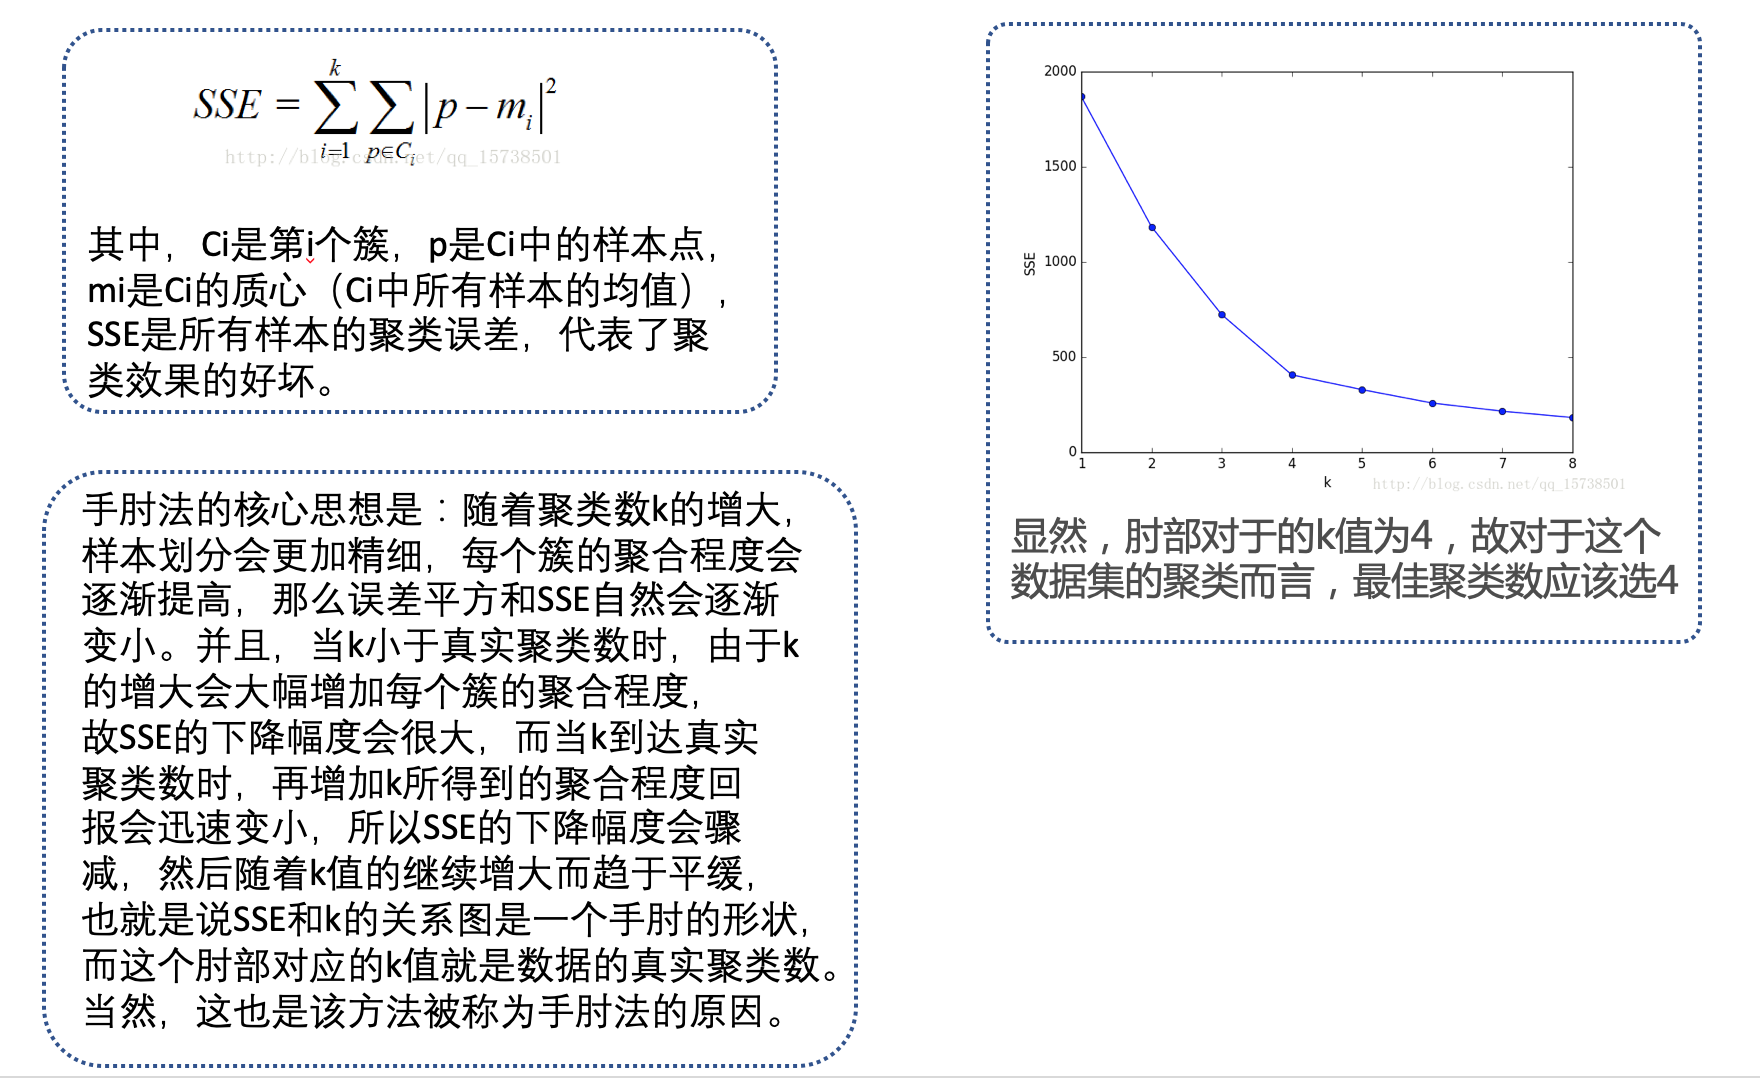 SSE = \sum_{i=1}^{k} \sum_{p∈C_i} |p − m_i|^2
http://blog.csdn.net/qq_15738501
其中，Ci是第i个簇，p是Ci中的样本点，
mi是Ci的质心（Ci中所有样本的均值），
SSE是所有样本的聚类误差，代表了聚
类效果的好坏。
手肘法的核心思想是：随着聚类数k的增大，
样本划分会更加精细，每个簇的聚合程度会
逐渐提高，那么误差平方和SSE自然会逐渐
变小。并且，当k小于真实聚类数时，由于k
的增大会大幅增加每个簇的聚合程度，
故SSE的下降幅度会很大，而当k到达真实
聚类数时，再增加k所得到的聚合程度回
报会迅速变小，所以SSE的下降幅度会骤
减，然后随着k值的继续增大而趋于平缓，
也就是说SSE和k的关系图是一个手肘的形状，
而这个肘部对应的k值就是数据的真实聚类数。
当然，这也是该方法被称为手肘法的原因。
2000
1500
1000
500
0
SSE
1 2 3 4 5 6 7 8
k
http://blog.csdn.net/qq_15738501
显然，肘部对于的k值为4，故对于这个
数据集的聚类而言，最佳聚类数应该选4